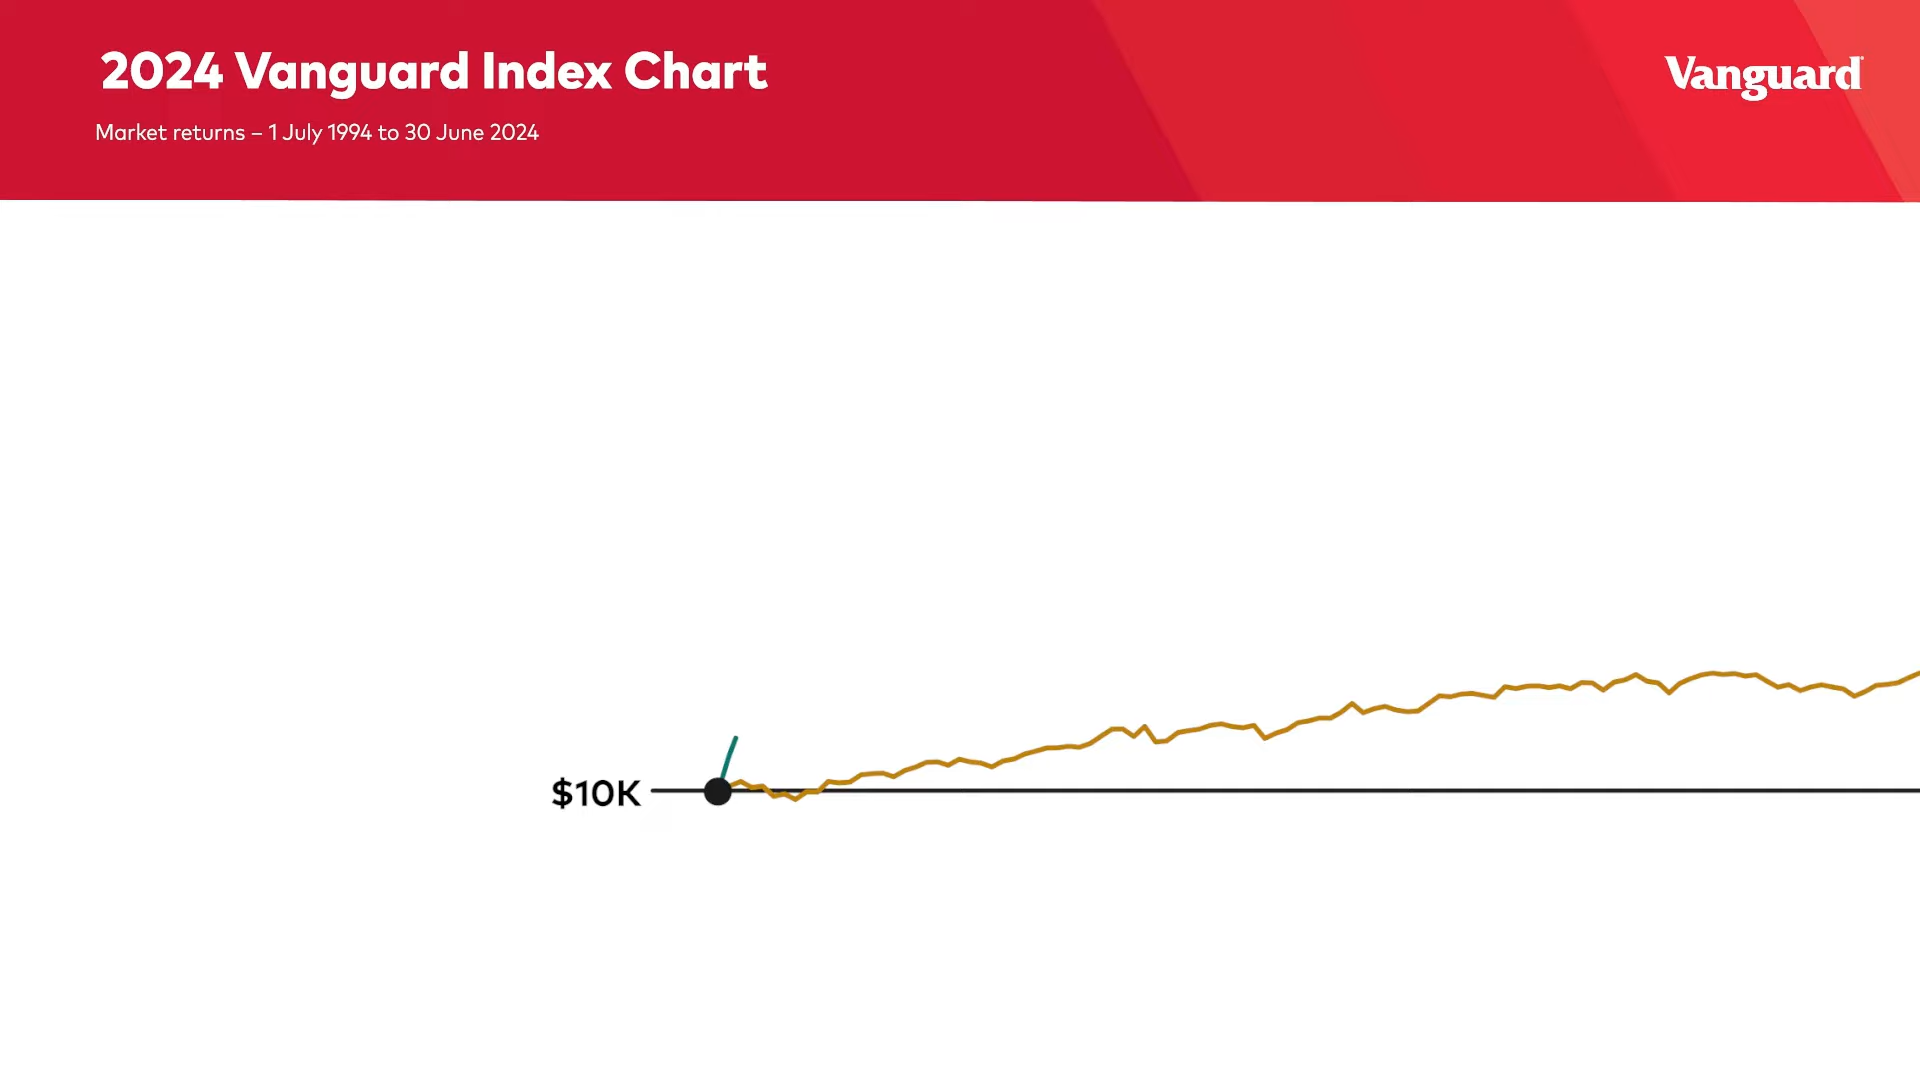 2024 Vanguard Index Chart
Vanguard
Market returns – 1 July 1994 to 30 June 2024
$10K